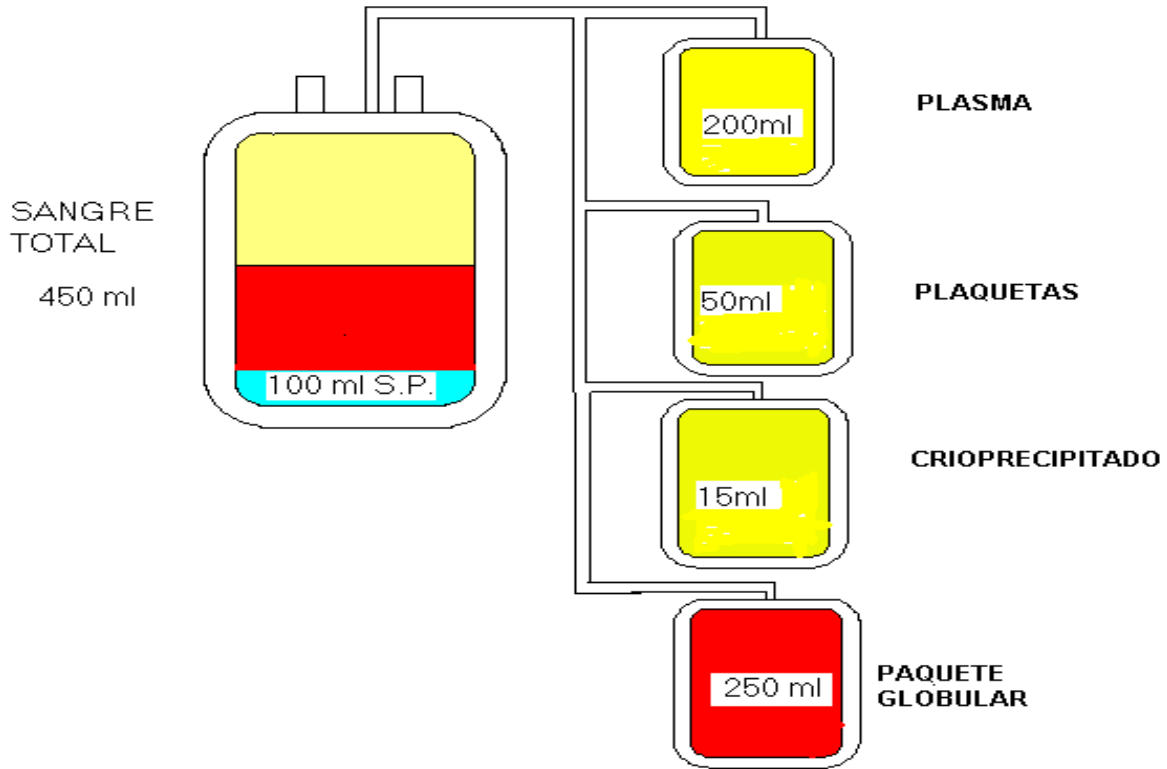 SANGRE
TOTAL
450 ml
100 ml S.P.
200ml
PLASMA
50ml
PLAQUETAS
15ml
CRIOPRECIPITADO
250 ml
PAQUETE
GLOBULAR